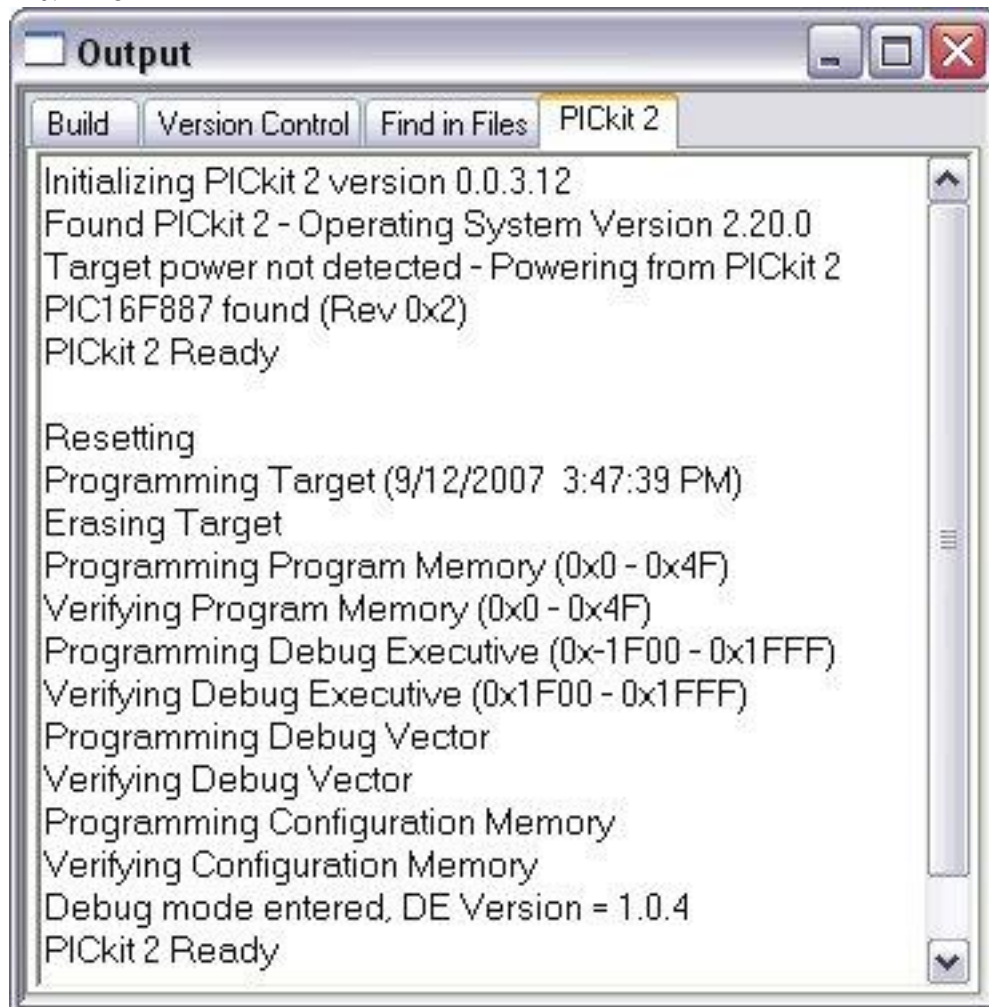 Output
Build Version Control Find in Files PICkit 2
Initializing PICkit 2 version 0.0.3.12
Found PICkit 2 - Operating System Version 2.20.0
Target power not detected - Powering from PICkit 2
PIC16F887 found (Rev 0x2)
PICkit 2 Ready
Resetting
Programming Target (9/12/2007 3:47:39 PM)
Erasing Target
Programming Program Memory (0x0 - 0x4F)
Verifying Program Memory (0x0 - 0x4F)
Programming Debug Executive (0x-1F00 - 0x1FFF)
Verifying Debug Executive (0x1F00 - 0x1FFF)
Programming Debug Vector
Verifying Debug Vector
Programming Configuration Memory
Verifying Configuration Memory
Debug mode entered, DE Version = 1.0.4
PICkit 2 Ready